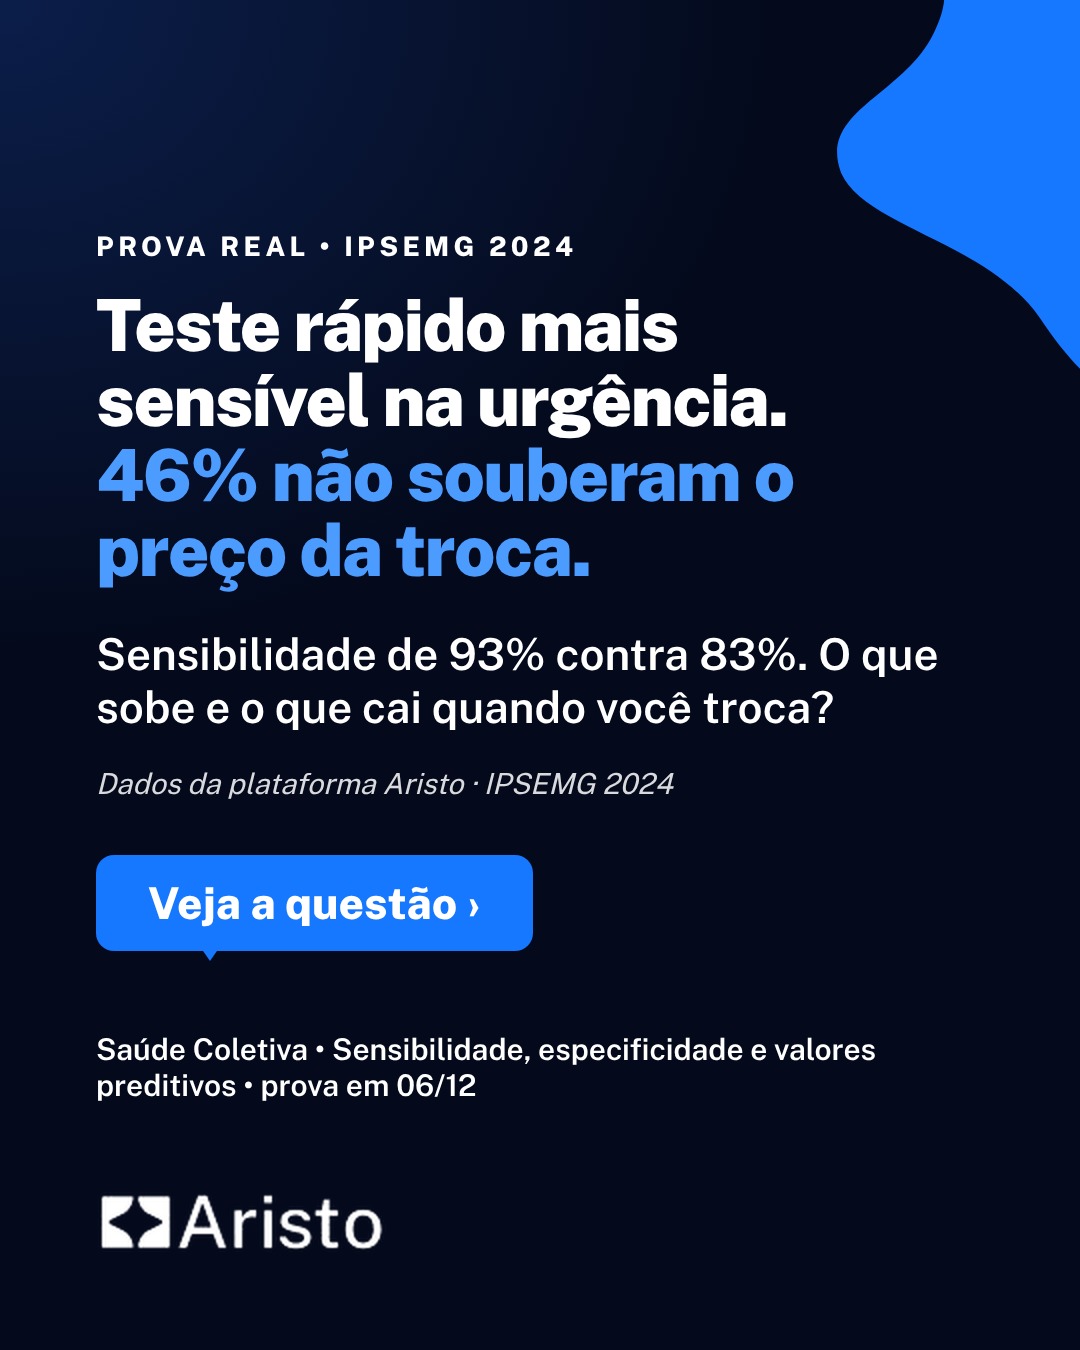 PROVA REAL • IPSEMG 2024
Teste rápido mais
sensível na urgência.
46% não souberam o
preço da troca.
Sensibilidade de 93% contra 83%. O que
sobe e o que cai quando você troca?
Dados da plataforma Aristo · IPSEMG 2024
Veja a questão ›
Saúde Coletiva • Sensibilidade, especificidade e valores
preditivos • prova em 06/12
Aristo